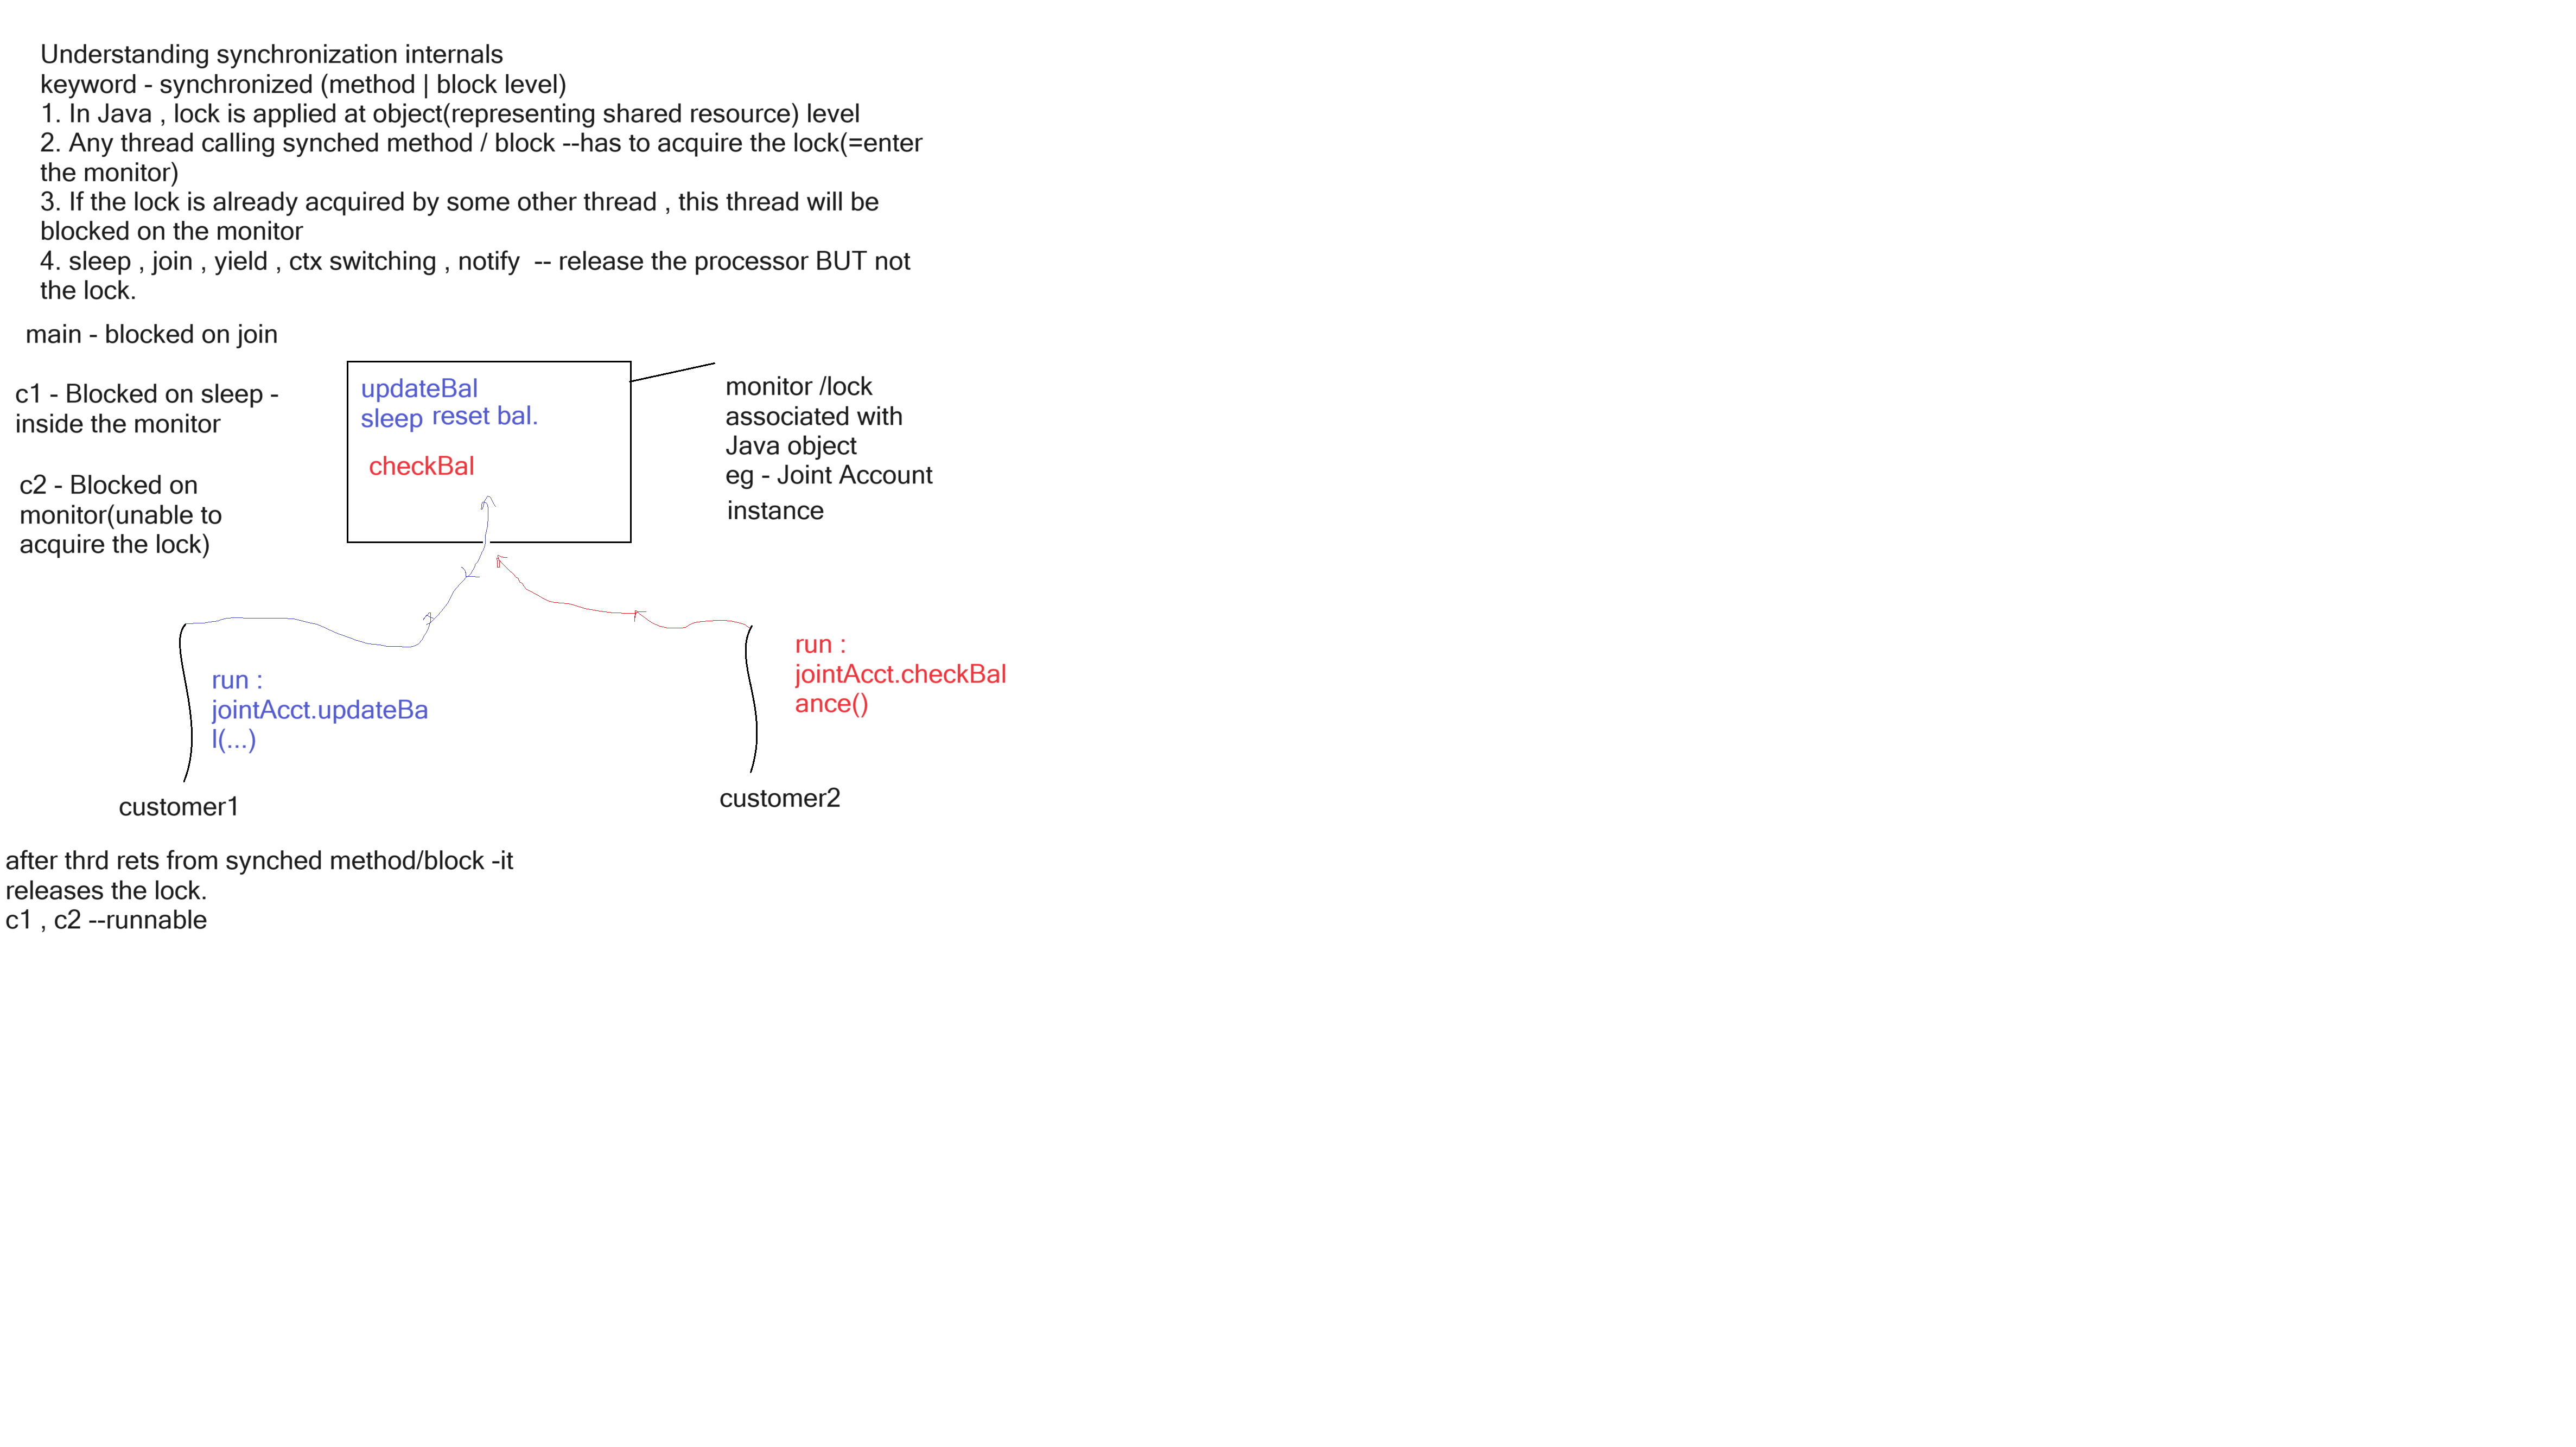 Understanding synchronization internals
keyword - synchronized (method | block level)
1. In Java , lock is applied at object(representing shared resource) level
2. Any thread calling synched method / block --has to acquire the lock(=enter
the monitor)
3. If the lock is already acquired by some other thread , this thread will be
blocked on the monitor
4. sleep , join , yield , ctx switching , notify  -- release the processor BUT not
the lock.
main - blocked on join
c1 - Blocked on sleep -
inside the monitor
c2 - Blocked on
monitor(unable to
acquire the lock)
updateBal
sleep reset bal.
checkBal
monitor /lock
associated with
Java object
eg - Joint Account
instance
run :
jointAcct.updateBa
l(...)
customer1
run :
jointAcct.checkBal
ance()
customer2
after thrd rets from synched method/block -it
releases the lock.
c1 , c2 --runnable